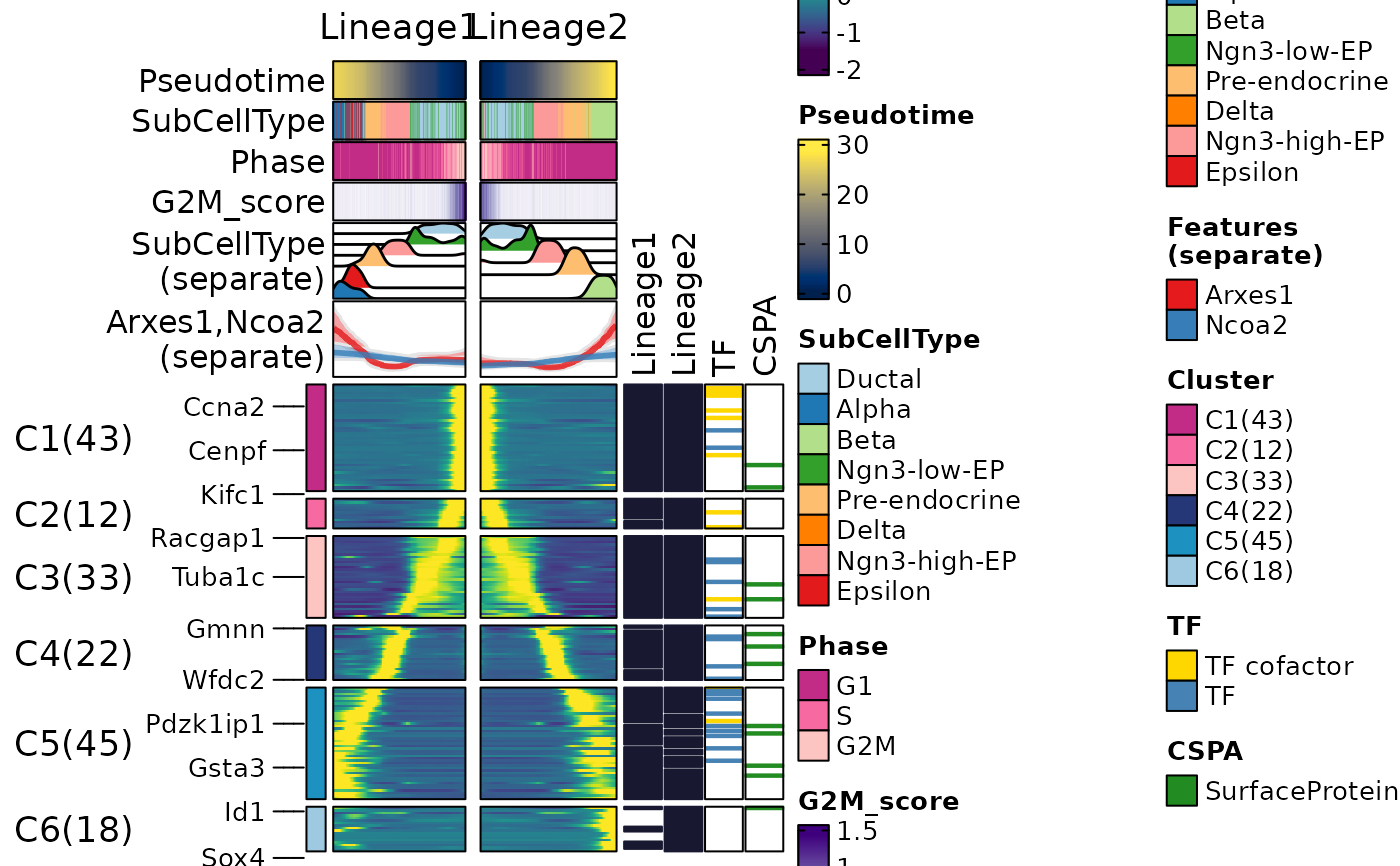 Lineage1
Lineage2
Pseudotime
SubCellType
Phase
G2M_score
SubCellType
(separate)
Arxes1,Ncoa2
(separate)
Lineage1
Lineage2
TF
CSPA
C1(43)
C2(12)
C3(33)
C4(22)
C5(45)
C6(18)
Ccna2
Cenpf
Kifc1
Racgap1
Tuba1c
Gmnn
Wfdc2
Pdzk1ip1
Gsta3
Id1
Sox4
-1
-2
Pseudotime
30
20
10
0
SubCellType
Ductal
Alpha
Beta
Ngn3-low-EP
Pre-endocrine
Delta
Ngn3-high-EP
Epsilon
Phase
G1
S
G2M
G2M_score
1.5
Beta
Ngn3-low-EP
Pre-endocrine
Delta
Ngn3-high-EP
Epsilon
Features
(separate)
Arxes1
Ncoa2
Cluster
C1(43)
C2(12)
C3(33)
C4(22)
C5(45)
C6(18)
TF
TF cofactor
TF
CSPA
SurfaceProtein